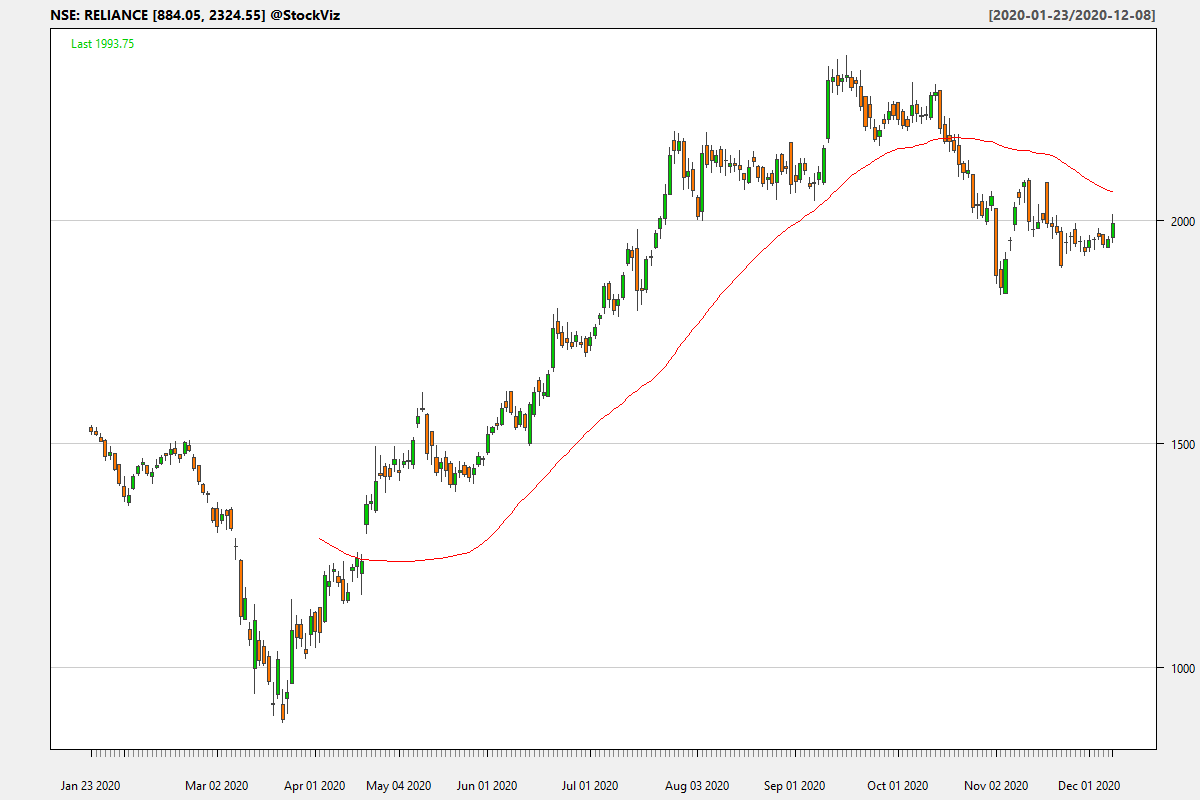 NSE: RELIANCE [884.05, 2324.55] @StockViz [2020-01-23/2020-12-08]
Last 1993.75
2000
1500
1000
Jan 23 2020 Mar 02 2020 Apr 01 2020 May 04 2020 Jun 01 2020 Jul 01 2020 Aug 03 2020 Sep 01 2020 Oct 01 2020 Nov 02 2020 Dec 01 2020